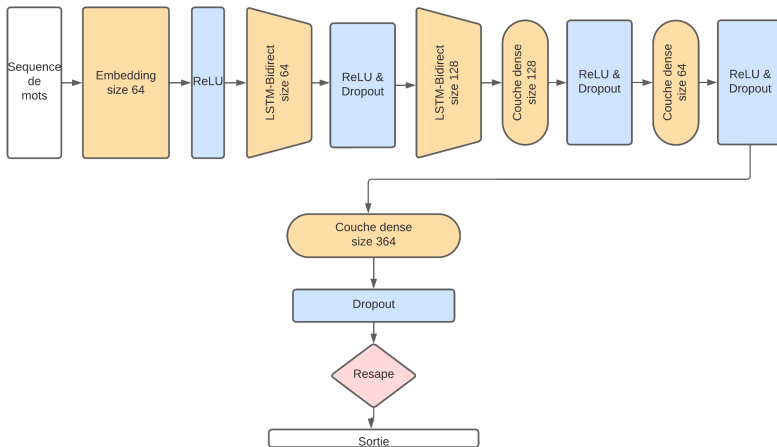 Sequence
de
mots
Embedding
size 64
ReLU
LSTM-Bidirect
size 64
ReLU &
Dropout
LSTM-Bidirect
size 128
Couche dense
size 128
ReLU &
Dropout
Couche dense
size 64
ReLU &
Dropout
Couche dense
size 364
Dropout
Resape
Sortie